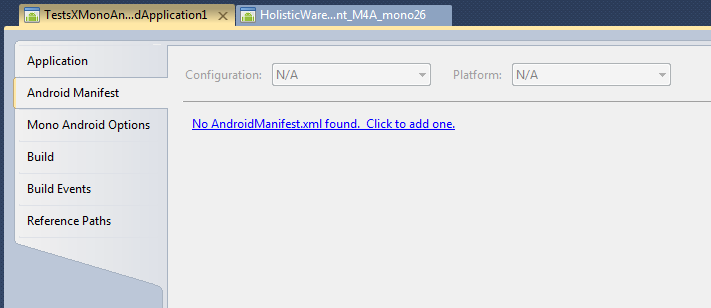 TestsXMonoAn...dApplication1
HolisticWare...nt_M4A_mono26
Application
Configuration: N/A
Platform: N/A
Android Manifest
No AndroidManifest.xml found.  Click to add one.
Mono Android Options
Build
Build Events
Reference Paths